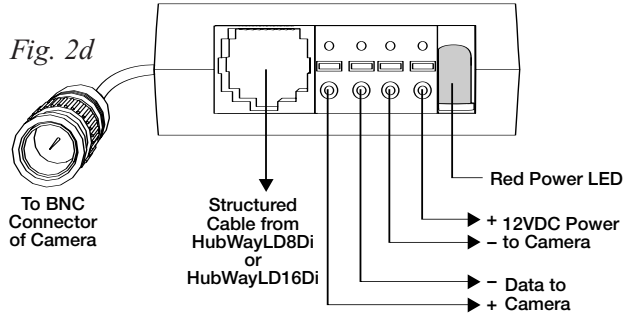 Fig. 2d
To BNC
Connector
of Camera
Structured
Cable from
HubWayLD8Di
or
HubWayLD16Di
Red Power LED
+ 12VDC Power
– to Camera
– Data to
+ Camera